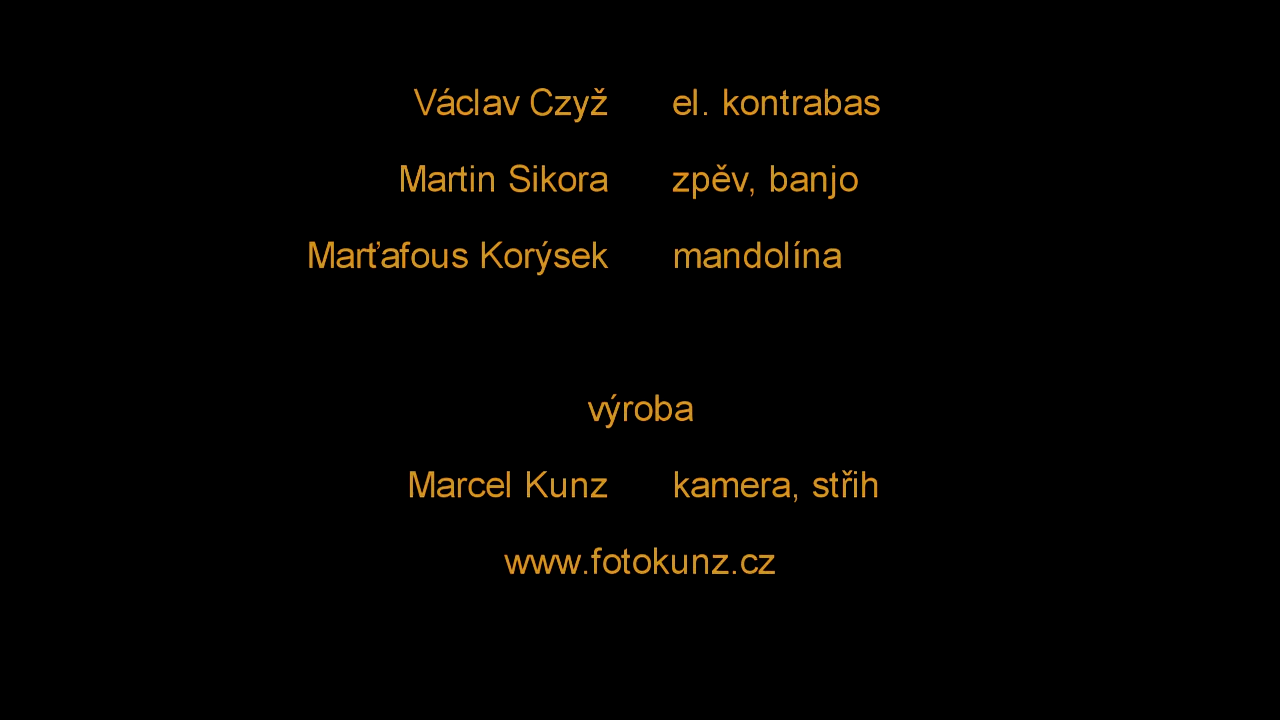 Václav Czyž el. kontrabas
Martin Sikora zpěv, banjo
Marťafous Korýsek mandolína
výroba
Marcel Kunz kamera, střih
www.fotokunz.cz